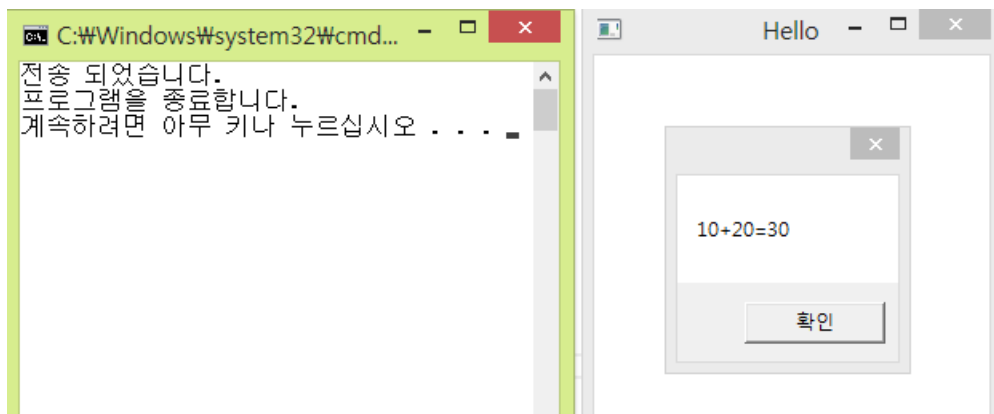 C:₩Windows₩system32₩cmd...
전송 되었습니다.
프로그램을 종료합니다.
계속하려면 아무 키나 누르십시오 . . .
Hello
10+20=30
확인